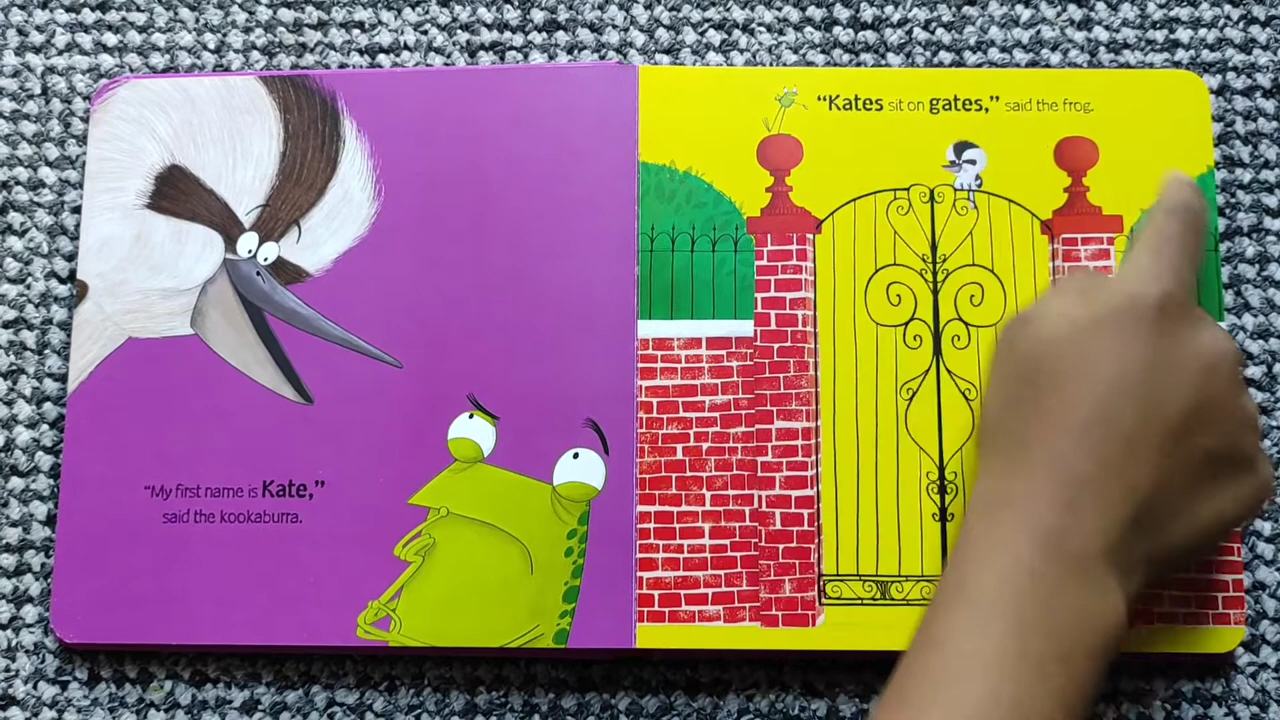 “My first name is Kate,”
said the kookaburra.
“Kates sit on gates,” said the frog.